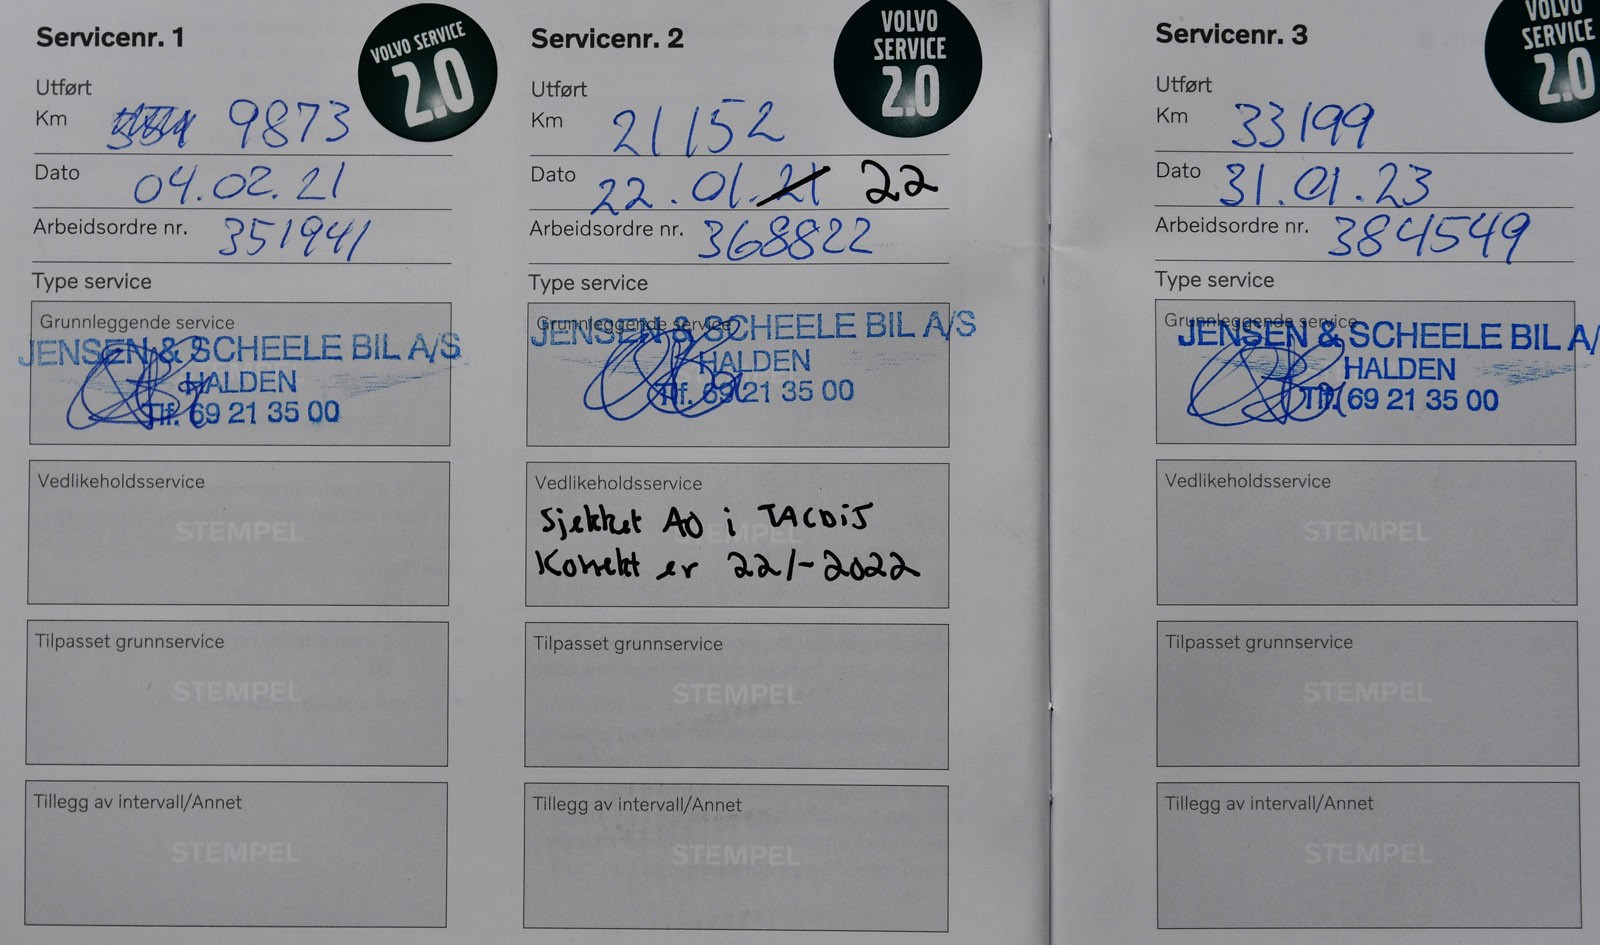 Servicenr. 1
VOLVO SERVICE
2.0
Utført
Km 9873
Dato 04.02.21
Arbeidsordre nr. 351941
Type service
Grunnleggende service
JENSEN & SCHEELE BIL A/S
HALDEN
Tlf. 69 21 35 00
Vedlikeholdsservice
STEMPEL
Tilpasset grunnservice
STEMPEL
Tillegg av intervall/Annet
STEMPEL
Servicenr. 2
VOLVO
SERVICE
2.0
Utført
Km 21152
Dato 22.01.21 22
Arbeidsordre nr. 368822
Type service
Grunnleggende service
JENSEN & SCHEELE BIL A/S
HALDEN
Tlf. 69 21 35 00
Vedlikeholdsservice
Sjekket AO i TACDIS
Korrekt er 22/-2022
Tilpasset grunnservice
STEMPEL
Tillegg av intervall/Annet
STEMPEL
Servicenr. 3
VOLVO
SERVICE
2.0
Utført
Km 33199
Dato 31.01.23
Arbeidsordre nr. 384549
Type service
Grunnleggende service
JENSEN & SCHEELE BIL A/
HALDEN
Tlf. 69 21 35 00
Vedlikeholdsservice
STEMPEL
Tilpasset grunnservice
STEMPEL
Tillegg av intervall/Annet
STEMPEL